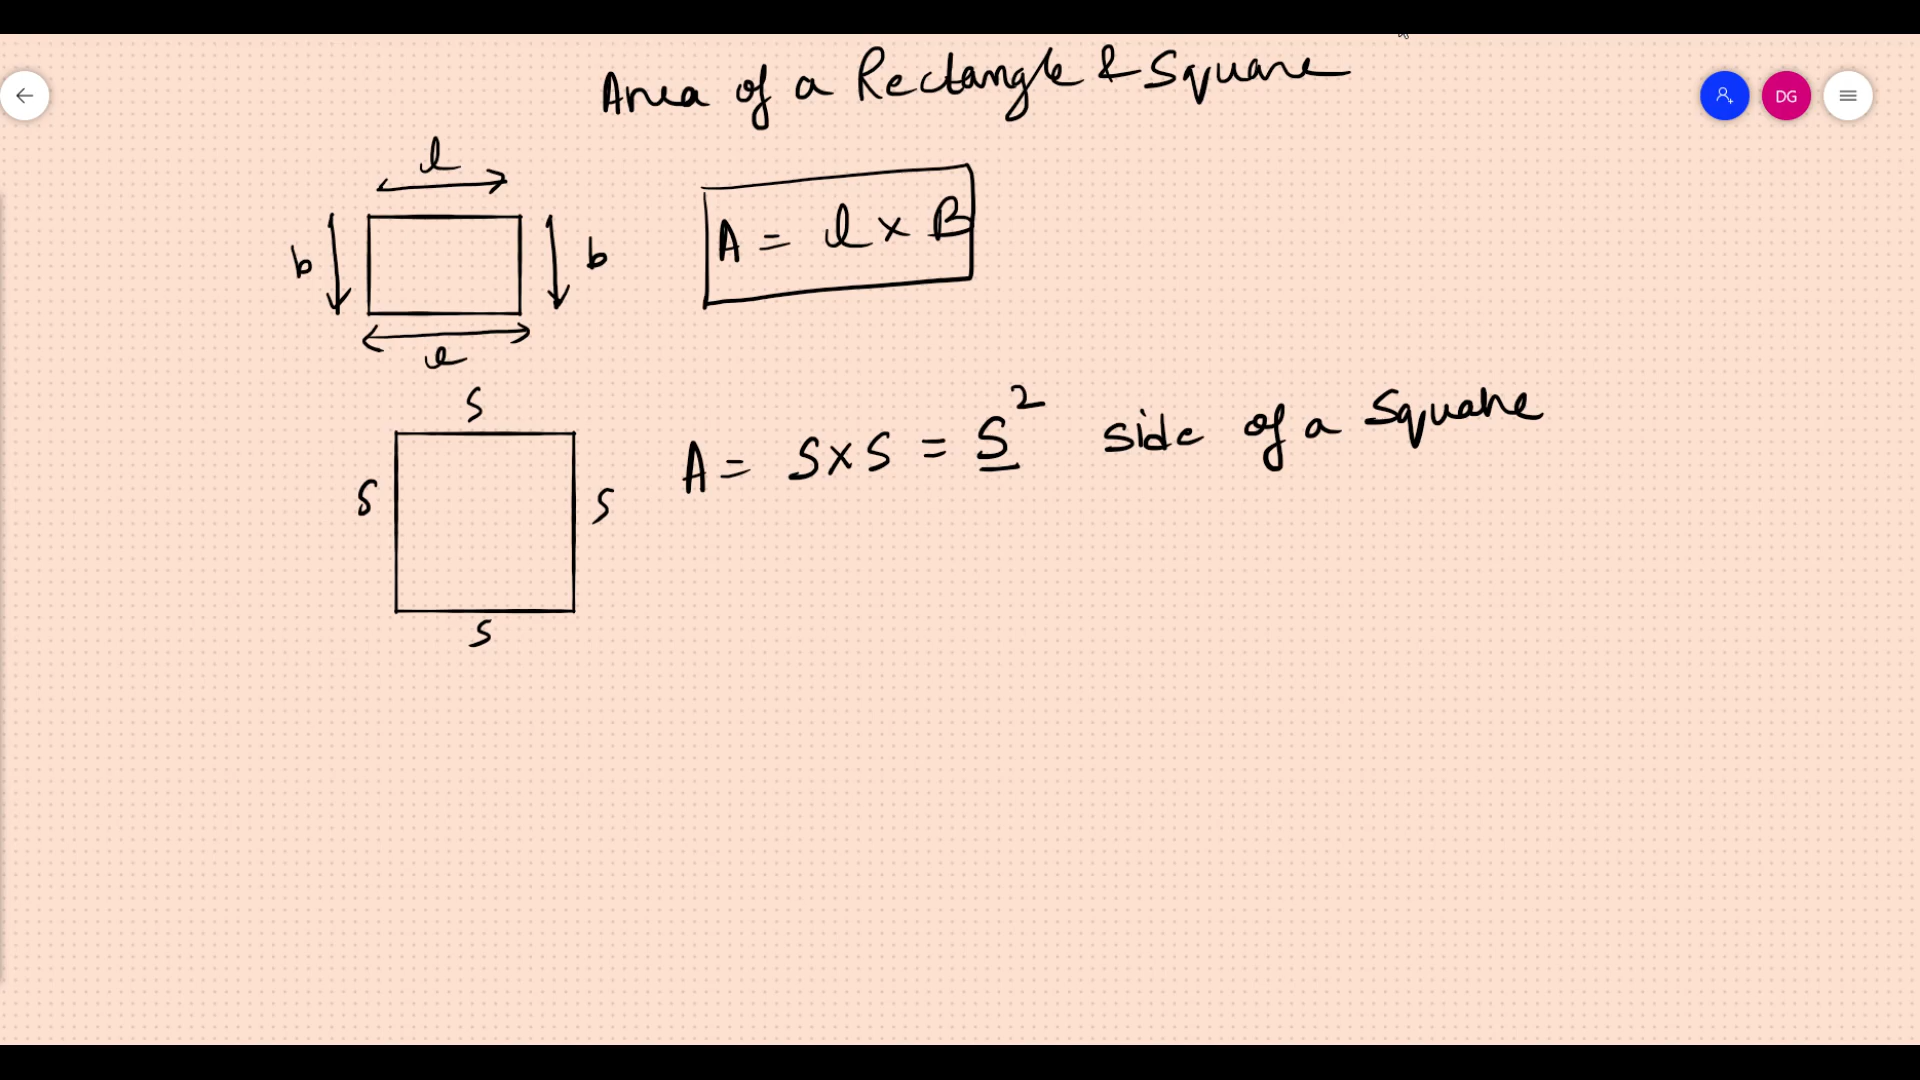 Area of a Rectangle & Square
DG
l
A = l x B
b
b
l
S
A = S x S = S² side of a Square
S
S
S